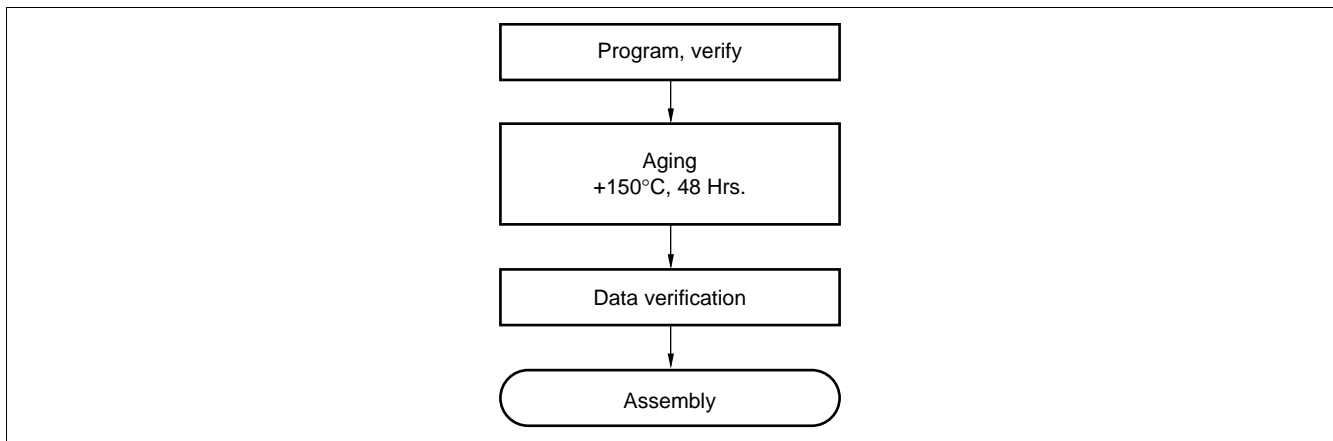 Program, verify
Aging
+150°C, 48 Hrs.
Data verification
Assembly